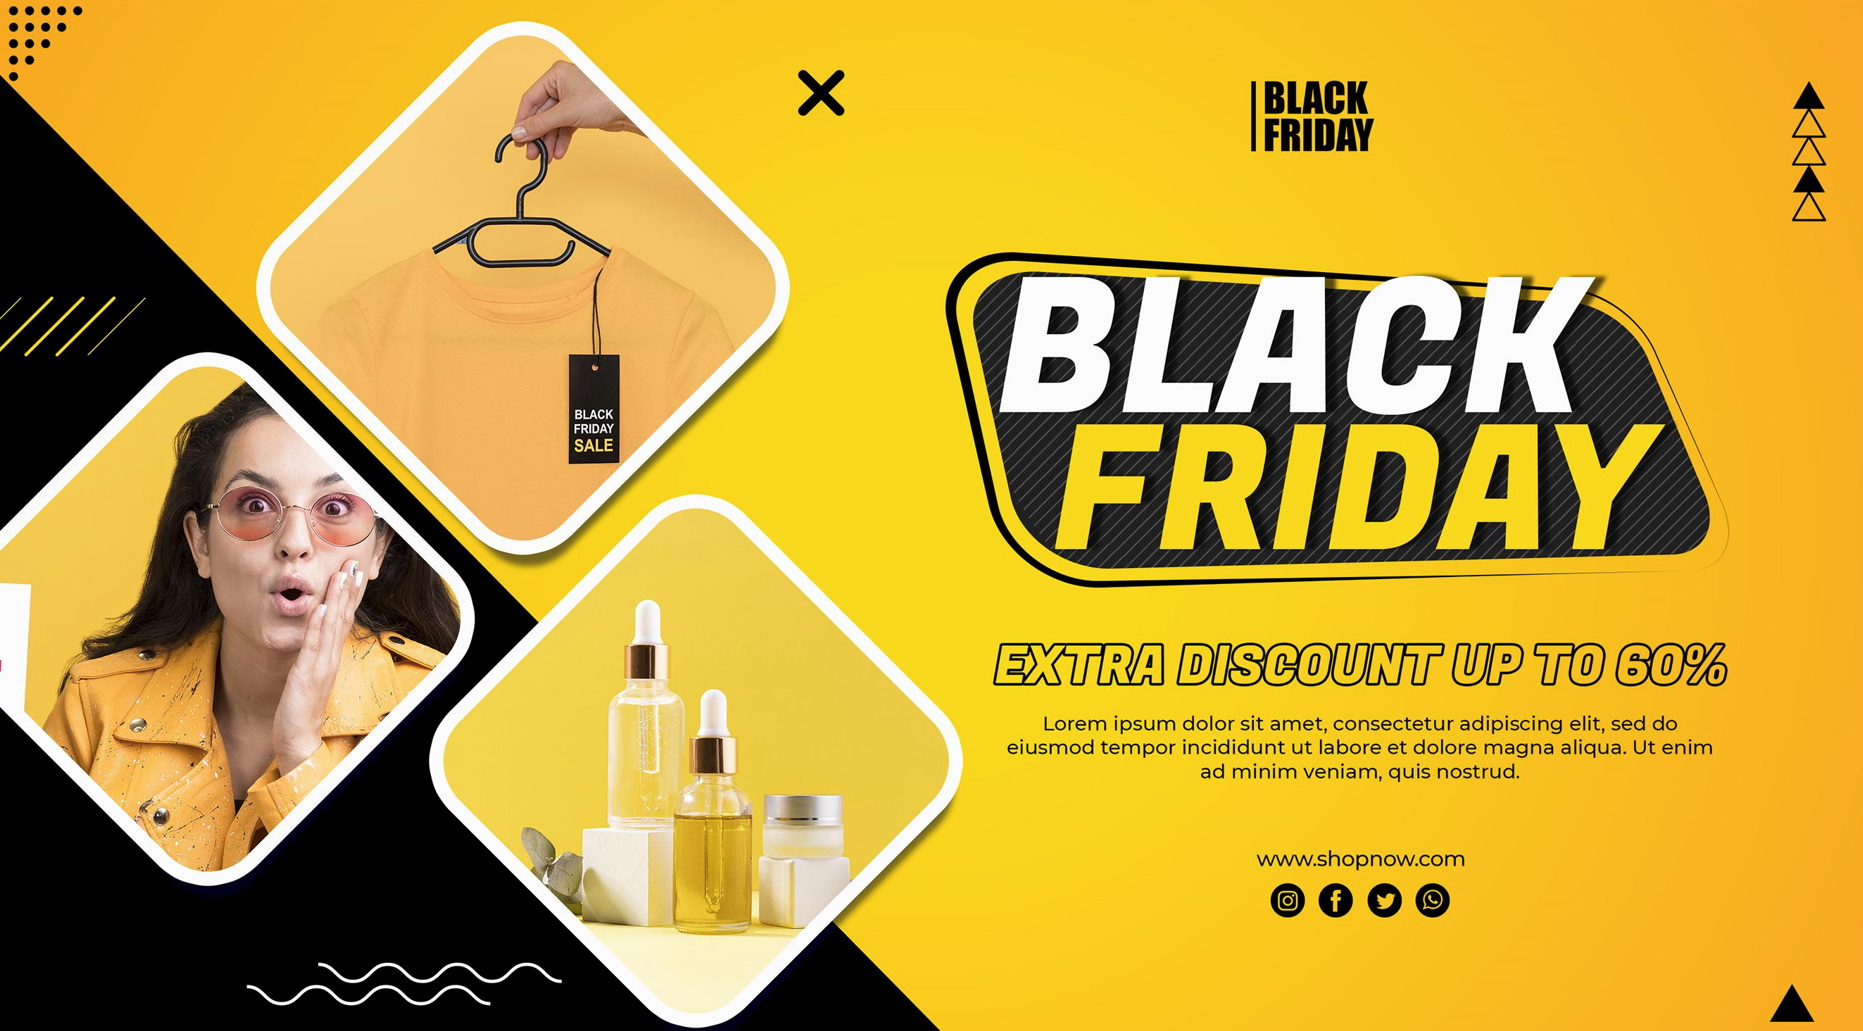 BLACK
FRIDAY
BLACK
FRIDAY
SALE
BLACK
FRIDAY
EXTRA DISCOUNT UP TO 60%
Lorem ipsum dolor sit amet, consectetur adipiscing elit, sed do
eiusmod tempor incididunt ut labore et dolore magna aliqua. Ut enim
ad minim veniam, quis nostrud.
www.shopnow.com